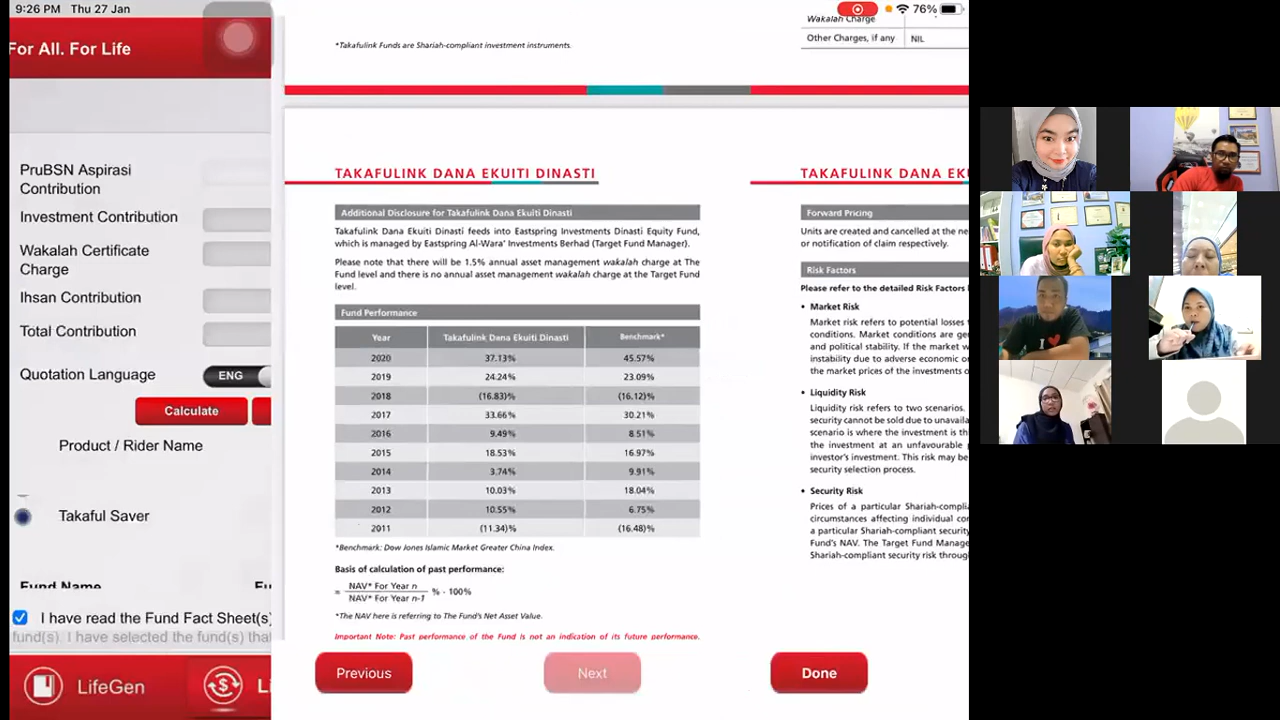 9:26 PM Thu 27 Jan
76%
For All. For Life
PruBSN Aspirasi
Contribution
Investment Contribution
Wakalah Certificate
Charge
Ihsan Contribution
Total Contribution
Quotation Language
ENG
Calculate
Product / Rider Name
Takaful Saver
Fund Name
I have read the Fund Fact Sheet(s)
fund(s). I have selected the fund(s) that
LifeGen
*Takafulink Funds are Shariah-compliant investment instruments.
Wakalah Charge
Other Charges, if any NIL
TAKAFULINK DANA EKUITI DINASTI
Additional Disclosure for Takafulink Dana Ekuiti Dinasti
Takafulink Dana Ekuiti Dinasti feeds into Eastspring Investments Dinasti Equity Fund,
which is managed by Eastspring Al-Wara' Investments Berhad (Target Fund Manager).
Please note that there will be 1.5% annual asset management wakalah charge at The
Fund level and there is no annual asset management wakalah charge at the Target Fund
level.
Fund Performance
Year Takafulink Dana Ekuiti Dinasti Benchmark*
2020 37.13% 45.57%
2019 24.24% 23.09%
2018 (16.83)% (16.12)%
2017 33.66% 30.21%
2016 9.49% 8.51%
2015 18.53% 16.97%
2014 3.74% 9.91%
2013 10.03% 18.04%
2012 10.55% 6.75%
2011 (11.34)% (16.48)%
*Benchmark: Dow Jones Islamic Market Greater China Index.
Basis of calculation of past performance:
= NAV* For Year n
NAV* For Year n-1 % - 100%
*The NAV here is referring to The Fund's Net Asset Value.
Important Note: Past performance of the Fund is not an indication of its future performance.
TAKAFULINK DANA EK
Forward Pricing
Units are created and cancelled at the ne
or notification of claim respectively.
Risk Factors
Please refer to the detailed Risk Factors
• Market Risk
Market risk refers to potential losses
conditions. Market conditions are ge
and political stability. If the market w
instability due to adverse economic or
the market prices of the investments o
• Liquidity Risk
Liquidity risk refers to two scenarios.
security cannot be sold due to unavaila
scenario is where the investment is th
the investment at an unfavourable p
investor's investment. This risk may be
security selection process.
• Security Risk
Prices of a particular Shariah-complia
circumstances affecting individual con
a particular Shariah-compliant security
Fund's NAV. The Target Fund Manage
Shariah-compliant security risk through
Previous
Next
Done